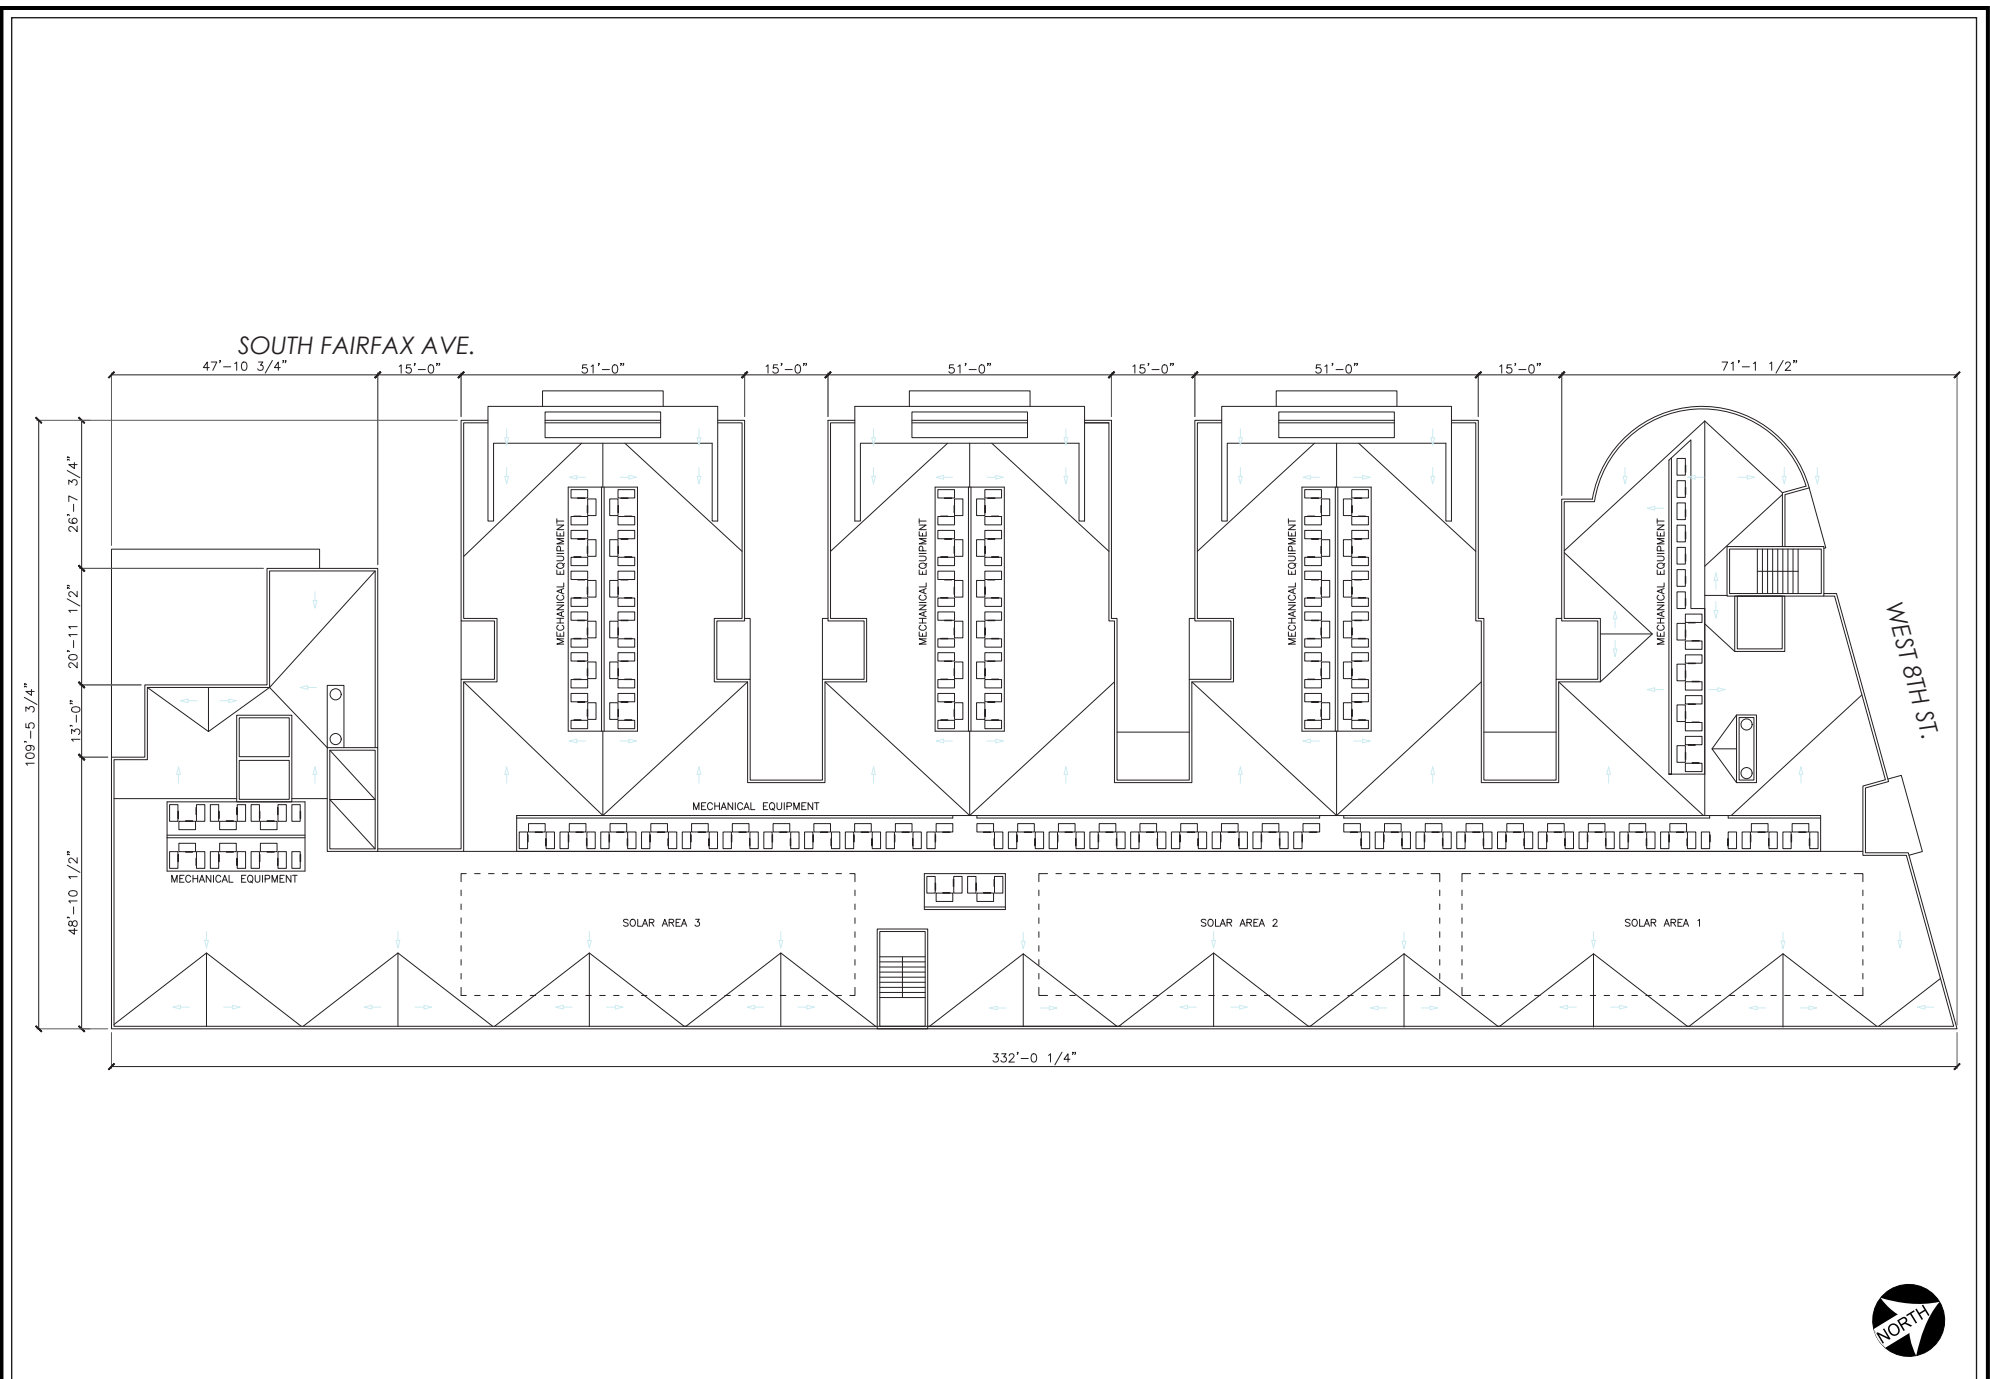 SOUTH FAIRFAX AVE.
47'-10 3/4"
15'-0"
51'-0"
15'-0"
51'-0"
15'-0"
51'-0"
15'-0"
71'-1 1/2"
109'-5 3/4"
26'-7 3/4"
20'-11 1/2"
13'-0"
48'-10 1/2"
MECHANICAL EQUIPMENT
MECHANICAL EQUIPMENT
MECHANICAL EQUIPMENT
MECHANICAL EQUIPMENT
WEST 8TH ST.
MECHANICAL EQUIPMENT
MECHANICAL EQUIPMENT
SOLAR AREA 3
SOLAR AREA 2
SOLAR AREA 1
332'-0 1/4"
NORTH